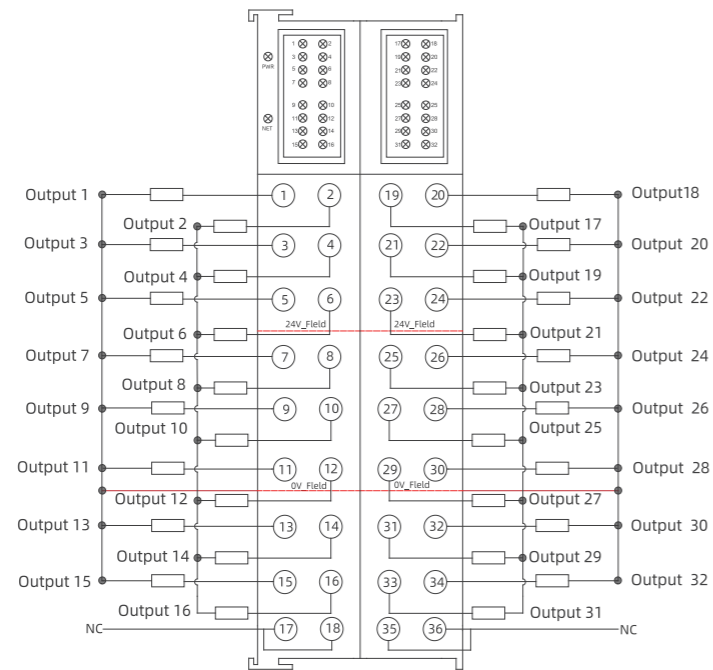 1 2 17 18
3 4 19 20
PWR
5 6 21 22
7 8 23 24
9 10 25 25
11 12 27 28
NET
13 14 29 30
15 16 31 32
Output 1 1 2 19 20 Output18
Output 2 Output 17
Output 3 3 4 21 22 Output 20
Output 4 Output 19
Output 5 5 6 23 24 Output 22
24V_Fleld 24V_Fleld
Output 6 Output 21
Output 7 7 8 25 26 Output 24
Output 8 Output 23
Output 9 9 10 27 28 Output 26
Output 10 Output 25
Output 11 11 12 29 30 Output 28
0V_Fleld 0V_Fleld
Output 12 Output 27
Output 13 13 14 31 32 Output 30
Output 14 Output 29
Output 15 15 16 33 34 Output 32
Output 16 Output 31
NC 17 18 35 36 NC